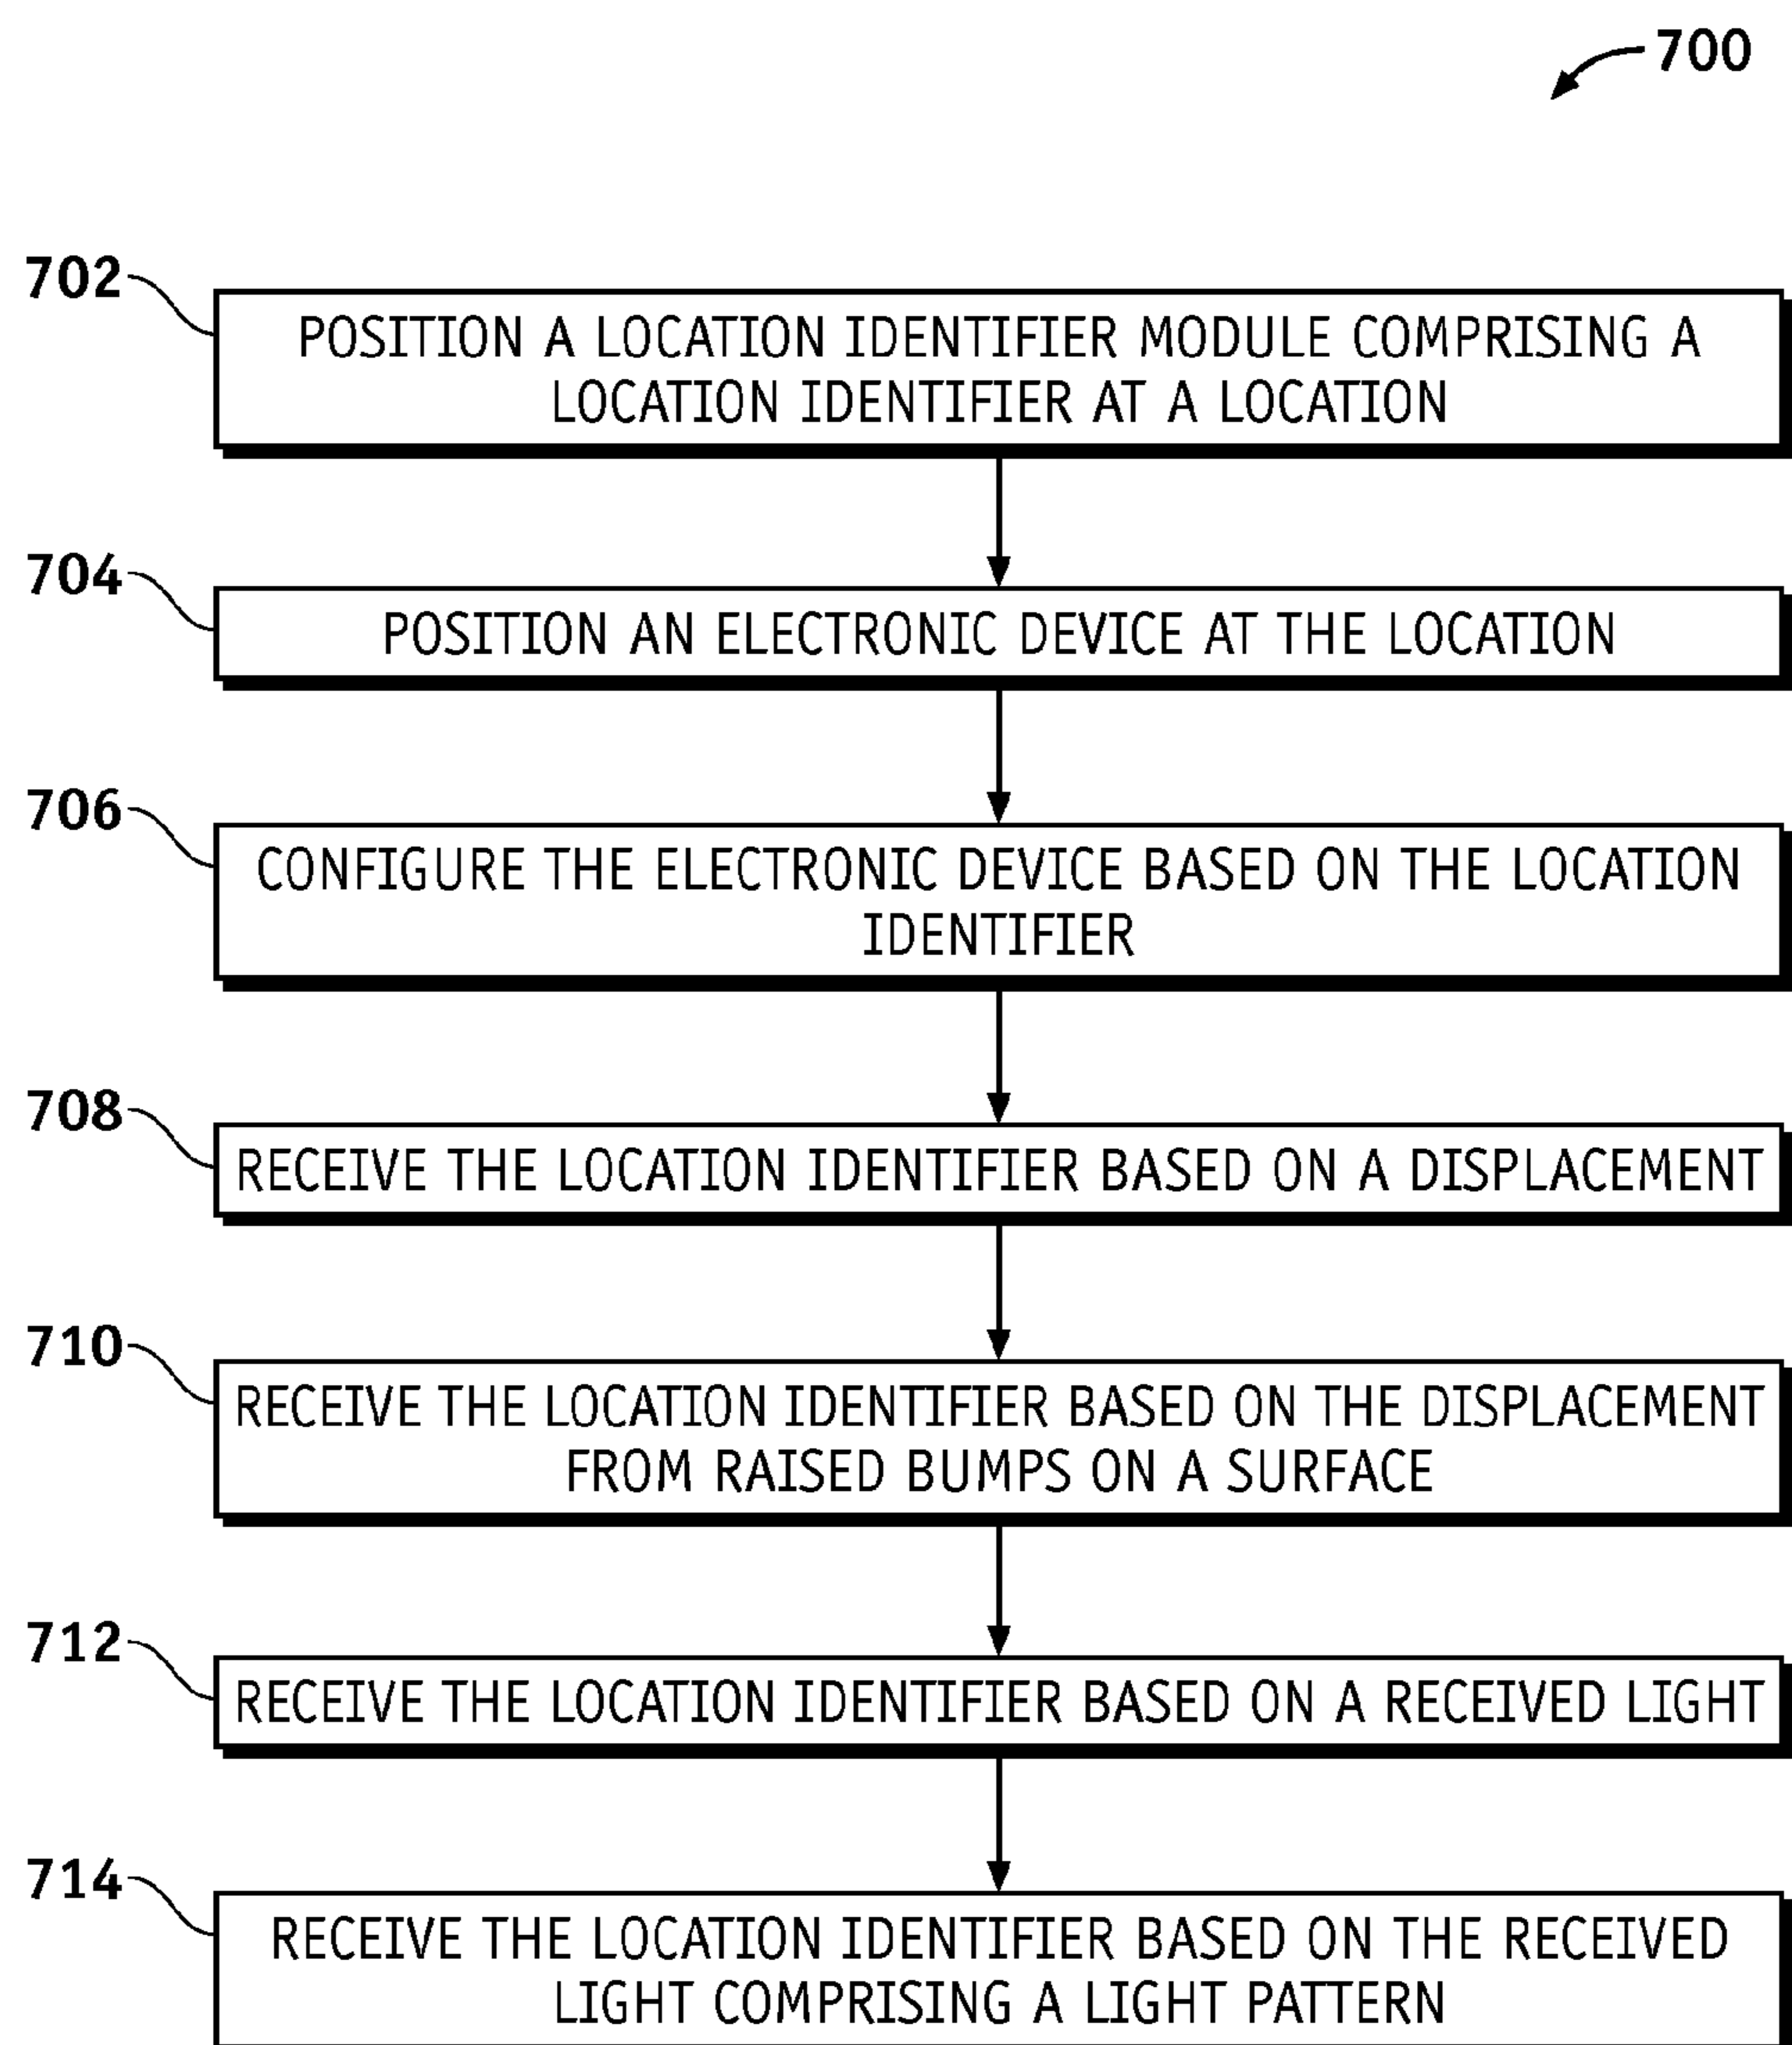 700
702
POSITION A LOCATION IDENTIFIER MODULE COMPRISING A
LOCATION IDENTIFIER AT A LOCATION
704
POSITION AN ELECTRONIC DEVICE AT THE LOCATION
706
CONFIGURE THE ELECTRONIC DEVICE BASED ON THE LOCATION
IDENTIFIER
708
RECEIVE THE LOCATION IDENTIFIER BASED ON A DISPLACEMENT
710
RECEIVE THE LOCATION IDENTIFIER BASED ON THE DISPLACEMENT
FROM RAISED BUMPS ON A SURFACE
712
RECEIVE THE LOCATION IDENTIFIER BASED ON A RECEIVED LIGHT
714
RECEIVE THE LOCATION IDENTIFIER BASED ON THE RECEIVED
LIGHT COMPRISING A LIGHT PATTERN